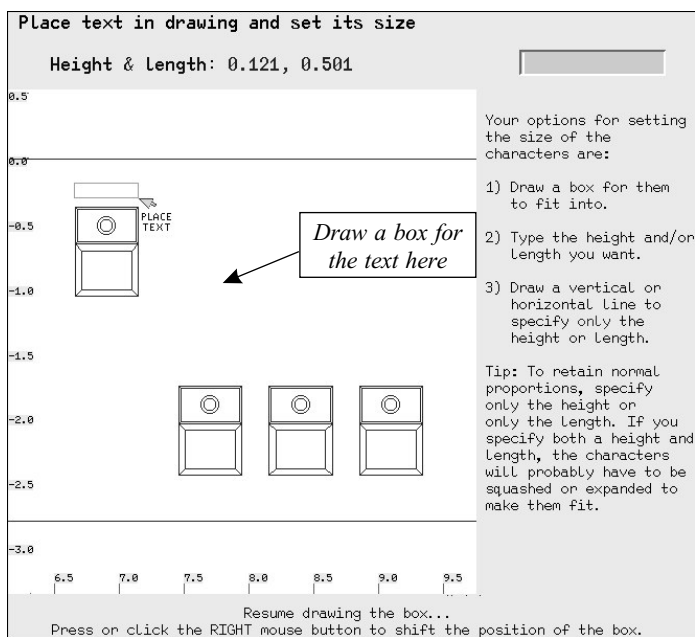 Place text in drawing and set its size
Height & length: 0.121, 0.501
0.5
0.0
-0.5
-1.0
-1.5
-2.0
-2.5
-3.0
6.5 7.0 7.5 8.0 8.5 9.0 9.5
PLACE
TEXT
Draw a box for
the text here
Your options for setting
the size of the
characters are:
1) Draw a box for them
to fit into.
2) Type the height and/or
length you want.
3) Draw a vertical or
horizontal line to
specify only the
height or length.
Tip: To retain normal
proportions, specify
only the height or
only the length. If you
specify both a height and
length, the characters
will probably have to be
squashed or expanded to
make them fit.
Resume drawing the box...
Press or click the RIGHT mouse button to shift the position of the box.